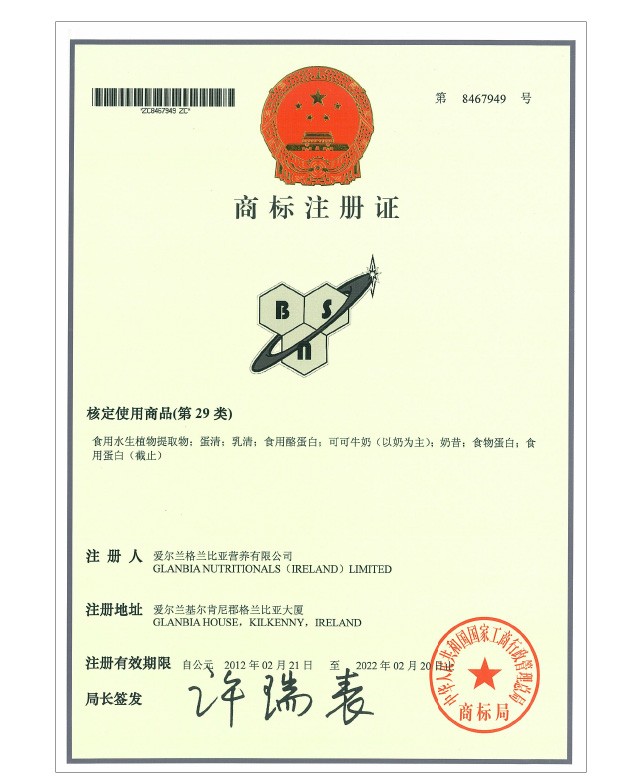 *ZC8467949 ZC*
第 8467949 号
商标注册证
B S
n
核定使用商品(第 29 类)
食用水生植物提取物；蛋清；乳清；食用酪蛋白；可可牛奶（以奶为主）；奶昔；食物蛋白；食
用蛋白（截止）
注 册 人 爱尔兰格兰比亚营养有限公司
GLANBIA NUTRITIONALS（IRELAND）LIMITED
注册地址 爱尔兰基尔肯尼郡格兰比亚大厦
GLANBIA HOUSE，KILKENNY，IRELAND
注册有效期限 自公元 2012 年 02 月 21 日 至 2022 年 02 月 20 日止
局长签发 许瑞表
中华人民共和国国家工商行政管理总局
商标局